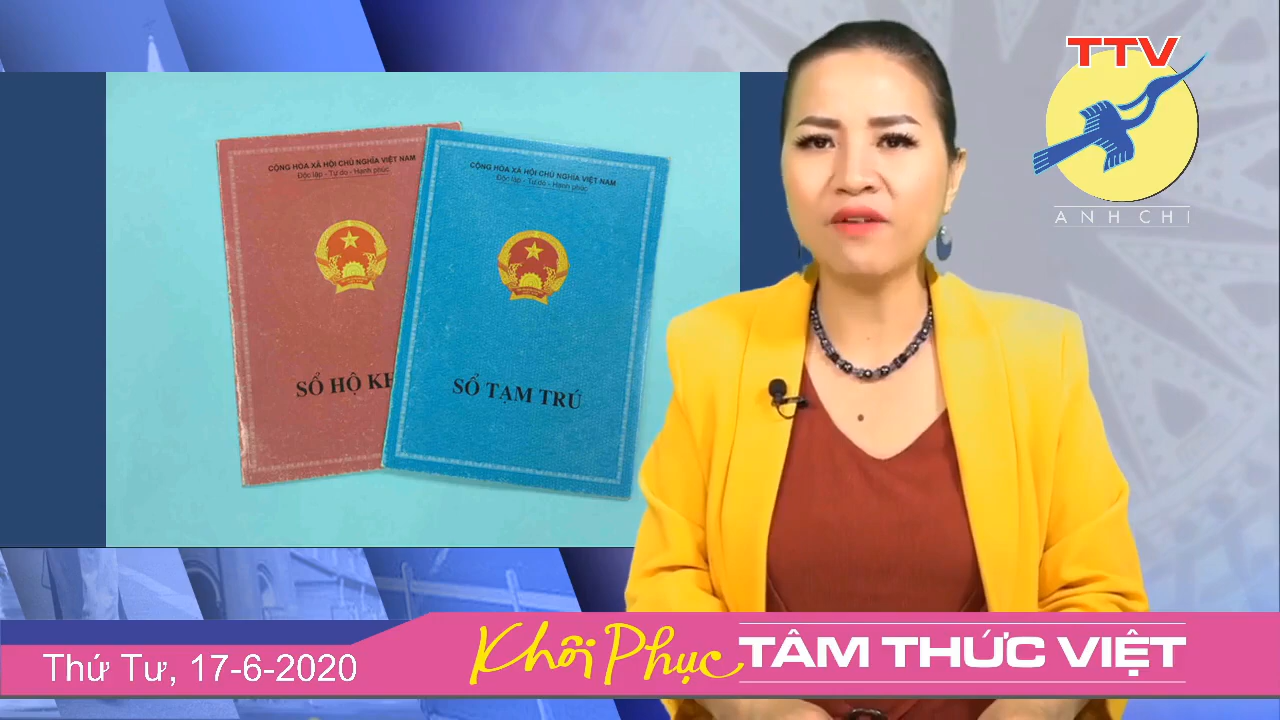 TTV
ANH CHI
CỘNG HÒA XÃ HỘI CHỦ NGHĨA VIỆT NAM
Độc lập - Tự do - Hạnh phúc
SỔ HỘ KH
CỘNG HÒA XÃ HỘI CHỦ NGHĨA VIỆT NAM
Độc lập - Tự do - Hạnh phúc
SỔ TẠM TRÚ
Khôi Phục TÂM THỨC VIỆT
Thứ Tư, 17-6-2020